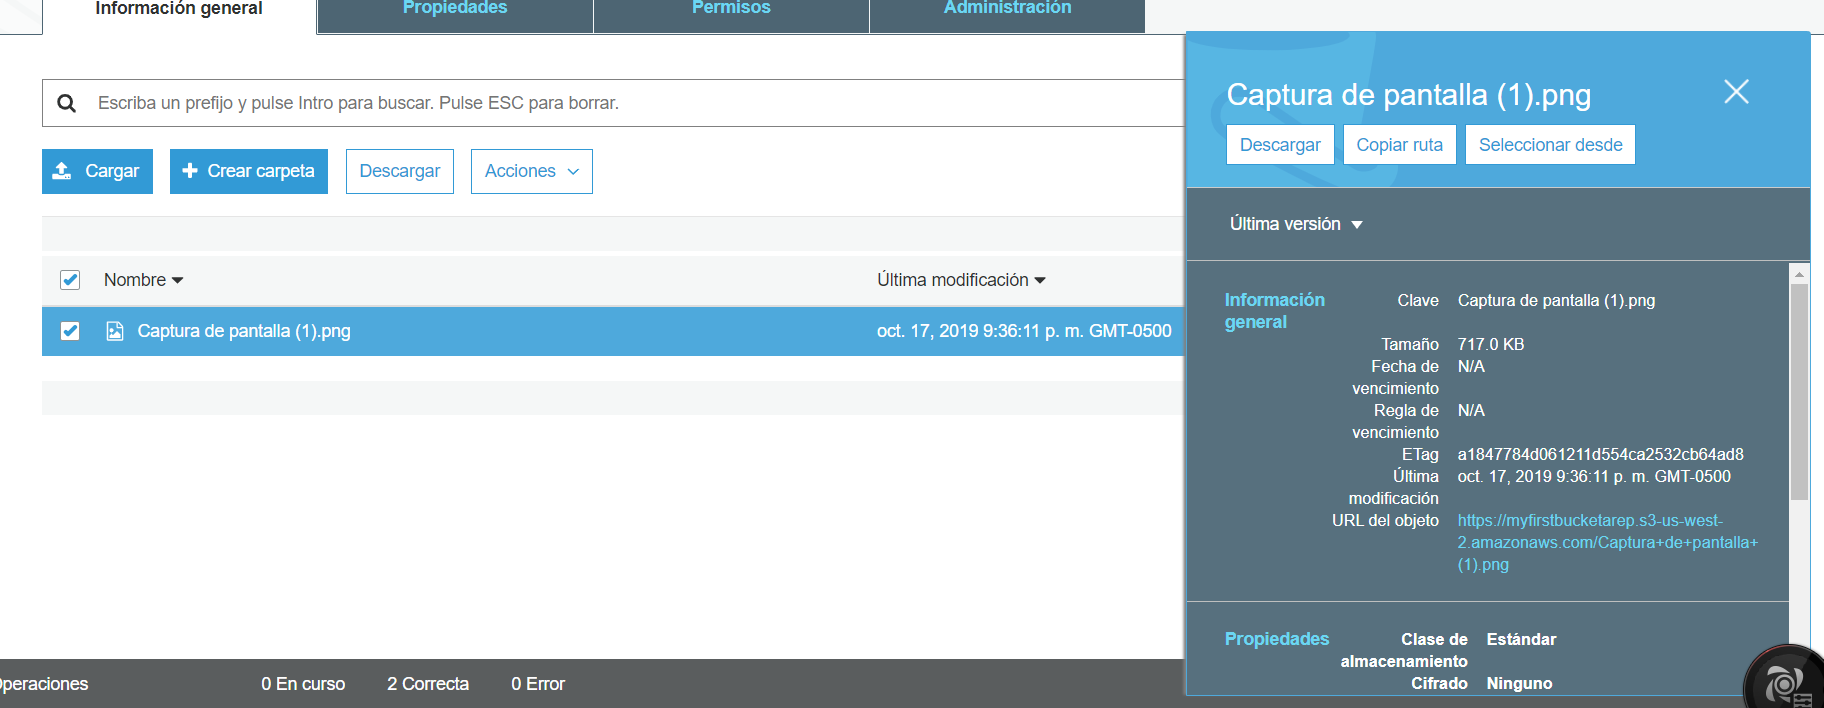 Información general
Propiedades
Permisos
Administración
Escriba un prefijo y pulse Intro para buscar. Pulse ESC para borrar.
Cargar
Crear carpeta
Descargar
Acciones
Nombre
Última modificación
Captura de pantalla (1).png
oct. 17, 2019 9:36:11 p. m. GMT-0500
Captura de pantalla (1).png
Descargar
Copiar ruta
Seleccionar desde
Última versión
Información
general
Clave Captura de pantalla (1).png
Tamaño 717.0 KB
Fecha de N/A
vencimiento
Regla de N/A
vencimiento
ETag a1847784d061211d554ca2532cb64ad8
Última oct. 17, 2019 9:36:11 p. m. GMT-0500
modificación
URL del objeto https://myfirstbucketarep.s3-us-west-
2.amazonaws.com/Captura+de+pantalla+
(1).png
Propiedades
Clase de Estándar
almacenamiento
Cifrado Ninguno
peraciones
0 En curso
2 Correcta
0 Error